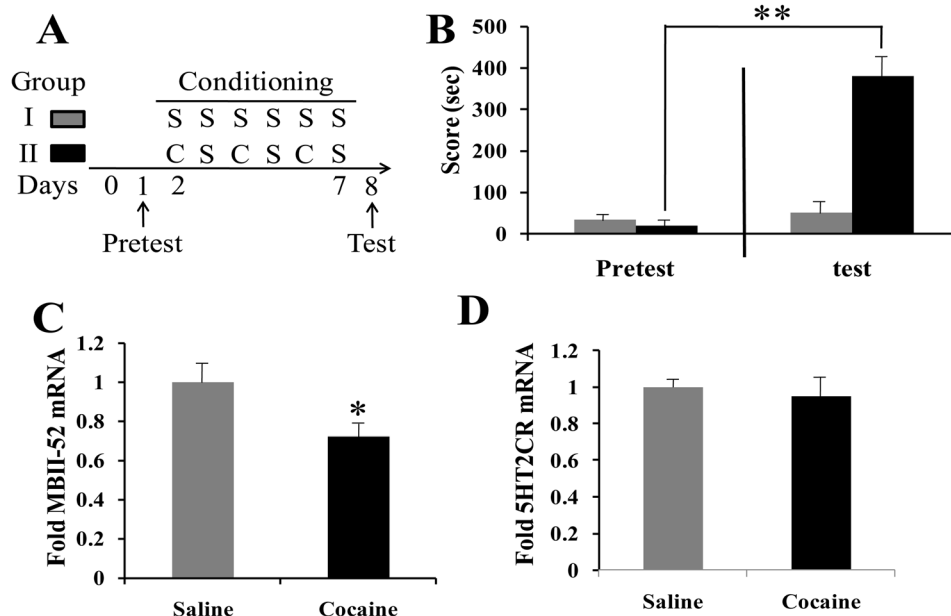 A
Group
Conditioning
I S S S S S S
II C S C S C S
Days 0 1 2 7 8
Pretest Test
B
**
Score (sec)
500
400
300
200
100
0
Pretest test
C
Fold MBII-52 mRNA
1.2
1
0.8
0.6
0.4
0.2
0
*
Saline Cocaine
D
Fold 5HT2CR mRNA
1.2
1
0.8
0.6
0.4
0.2
0
Saline Cocaine